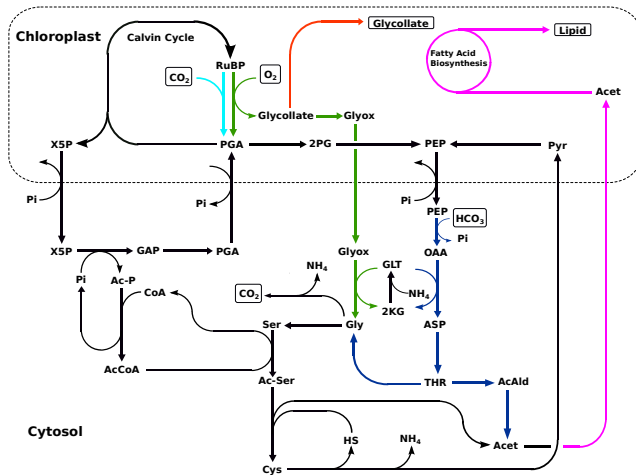 Glycollate
Lipid
Chloroplast
Calvin Cycle
Fatty Acid
Biosynthesis
RuBP
CO2
O2
Acet
Glycollate
Glyox
X5P
PGA
2PG
PEP
Pyr
Pi
Pi
Pi
PEP
HCO3
Pi
X5P
GAP
PGA
Glyox
OAA
Pi
Ac-P
CoA
NH4
GLT
CO2
NH4
2KG
Ser
Gly
ASP
AcCoA
Ac-Ser
THR
AcAld
Cytosol
HS
NH4
Acet
Cys